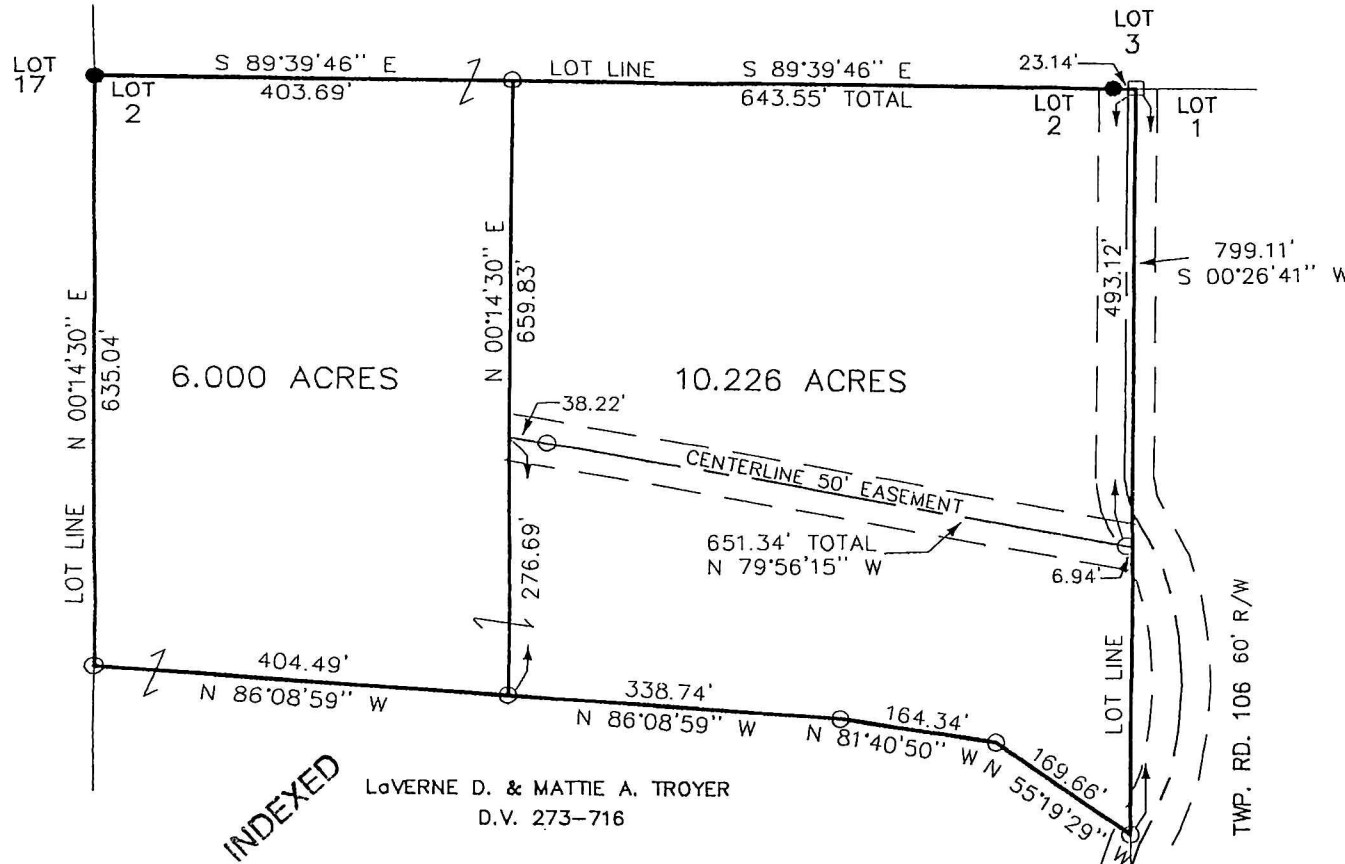 LOT
3
LOT
17
S 89°39'46" E
403.69'
LOT LINE
S 89°39'46" E
643.55' TOTAL
23.14'
LOT
2
LOT
2
LOT
1
N 00°14'30" E
635.04'
LOT LINE
N 00°14'30" E
659.83'
493.12'
799.11'
S 00°26'41" W
6.000 ACRES
10.226 ACRES
38.22'
CENTERLINE 50' EASEMENT
651.34' TOTAL
N 79°56'15" W
6.94'
276.69'
LOT LINE
TWP. RD. 106 60' R/W
404.49'
N 86°08'59" W
338.74'
N 86°08'59" W
164.34'
N 81°40'50" W
169.66'
N 55°19'29" W
INDEXED
LaVERNE D. & MATTIE A. TROYER
D.V. 273-716